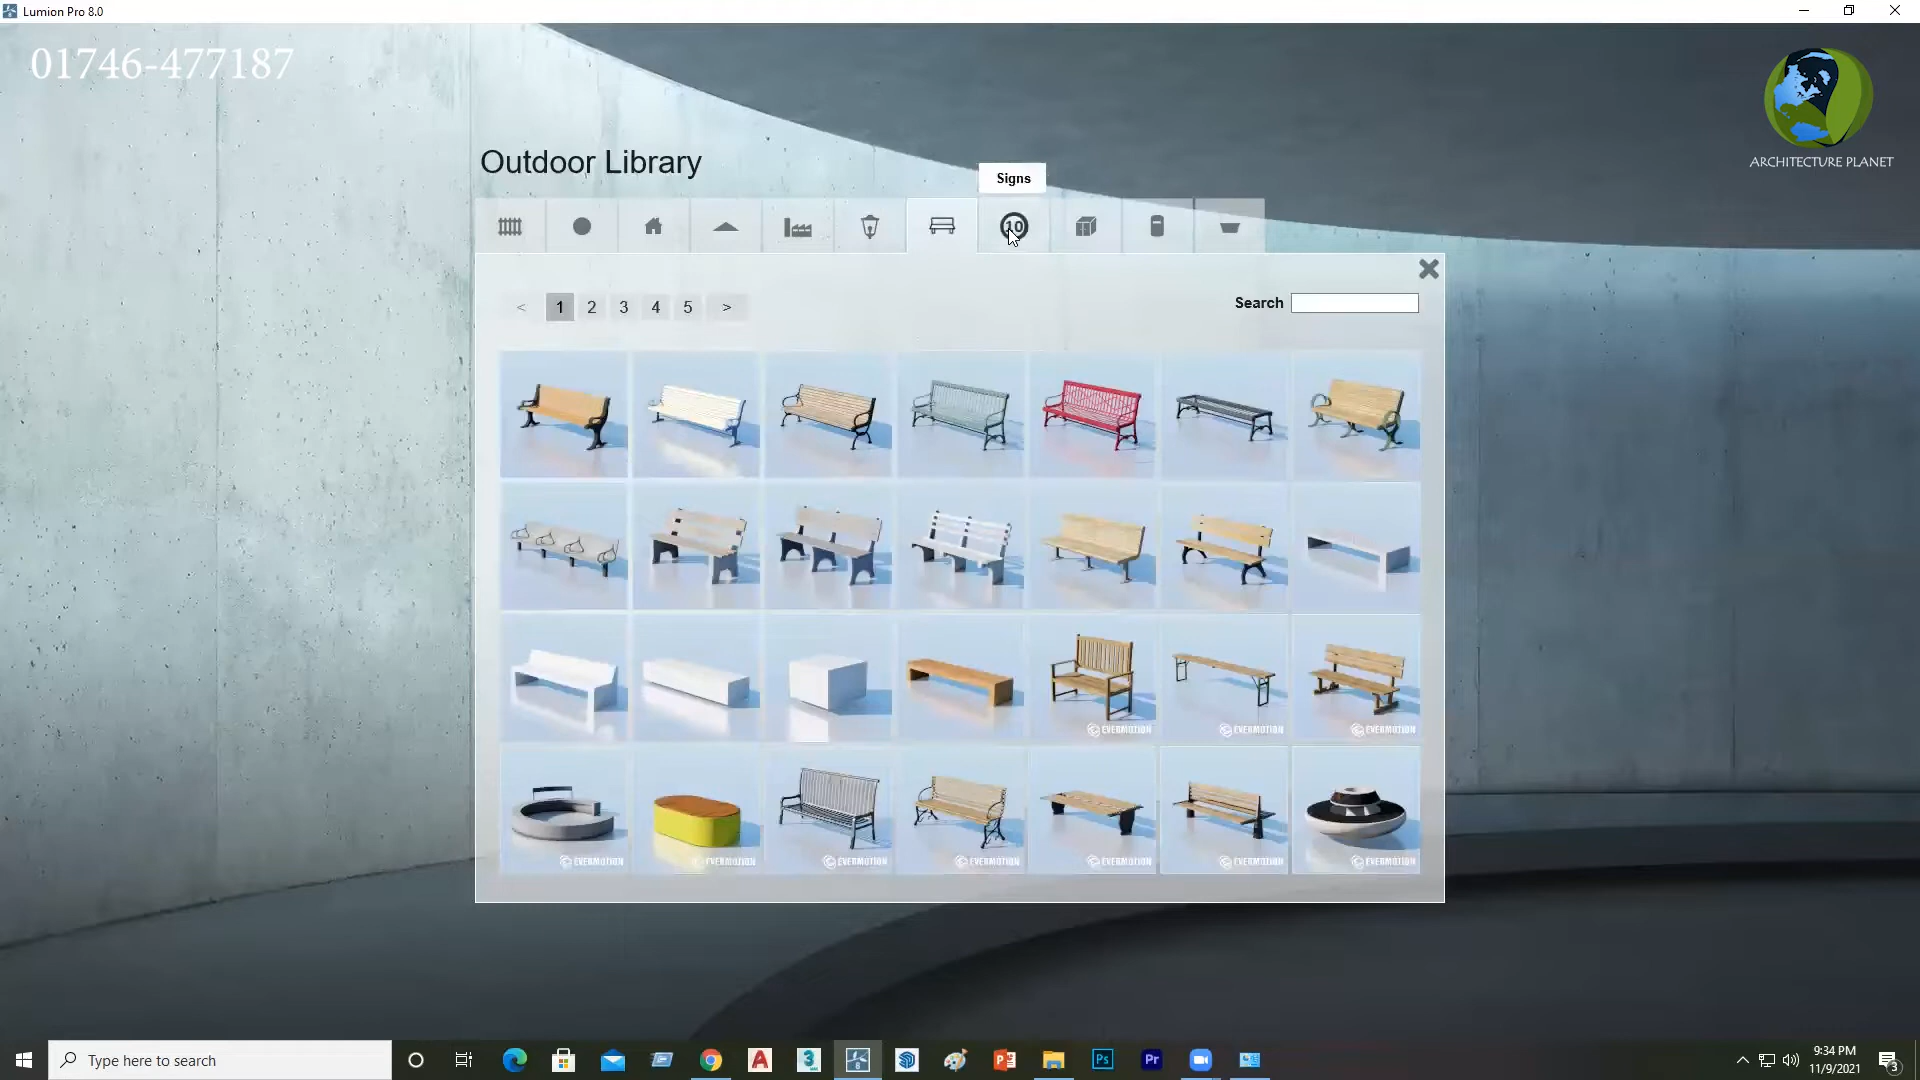 Lumion Pro 8.0
01746-477187
ARCHITECTURE PLANET
Outdoor Library
Signs
10
< 1 2 3 4 5 >
Search
EVERMOTION
EVERMOTION
EVERMOTION
EVERMOTION
EVERMOTION
EVERMOTION
EVERMOTION
EVERMOTION
EVERMOTION
EVERMOTION
Type here to search
9:34 PM
11/9/2021
3